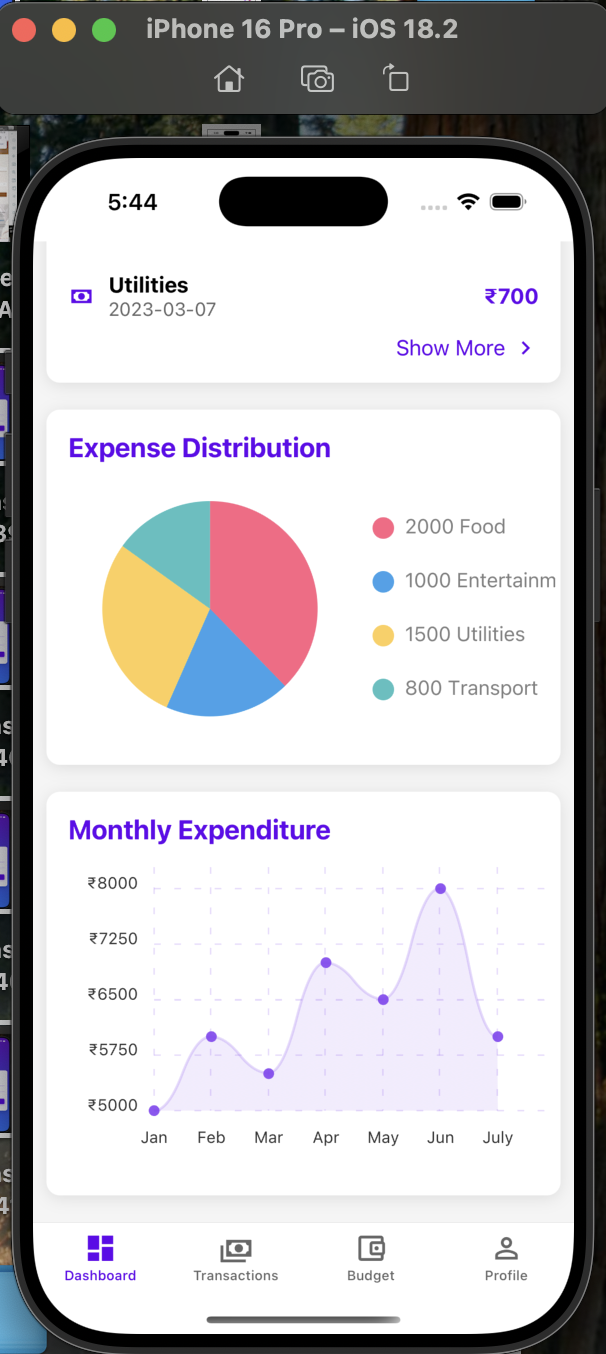 iPhone 16 Pro – iOS 18.2
5:44
Utilities
2023-03-07
₹700
Show More
Expense Distribution
2000 Food
1000 Entertainm
1500 Utilities
800 Transport
Monthly Expenditure
₹8000
₹7250
₹6500
₹5750
₹5000
Jan Feb Mar Apr May Jun July
Dashboard Transactions Budget Profile